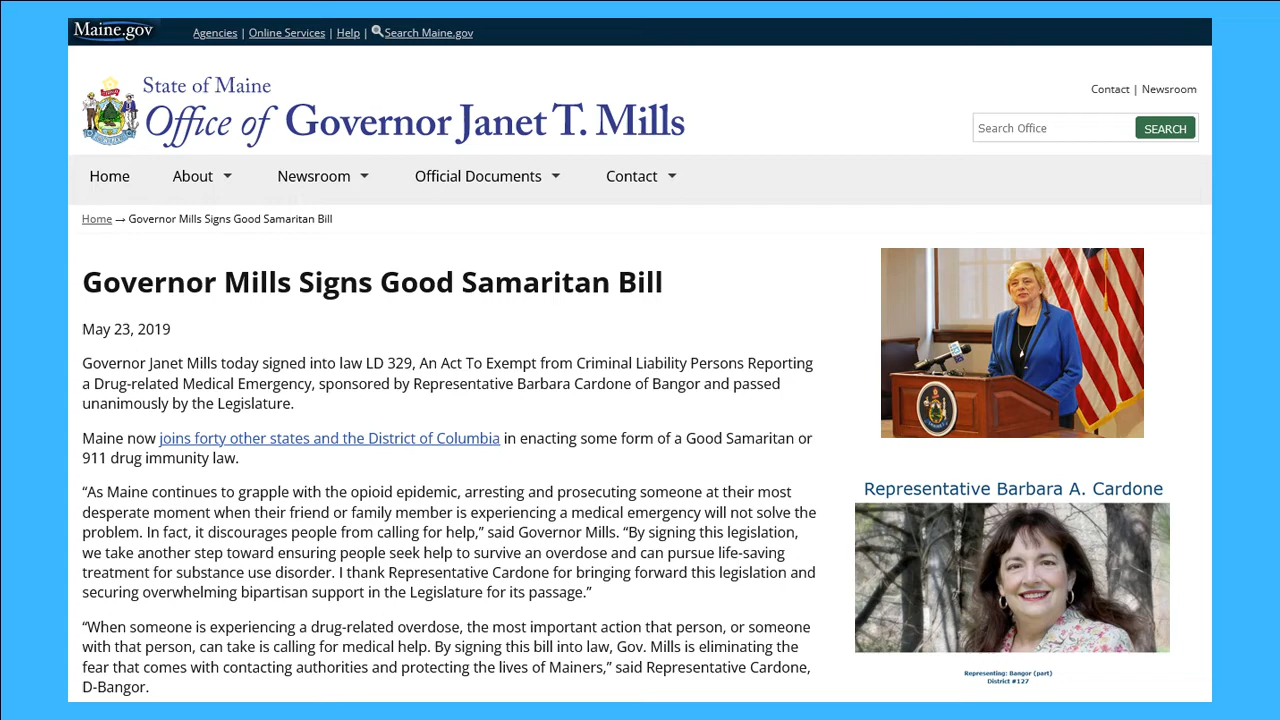 Maine.gov
Agencies | Online Services | Help | Search Maine.gov
State of Maine
Office of Governor Janet T. Mills
Contact | Newsroom
Search Office
SEARCH
Home About Newsroom Official Documents Contact
Home → Governor Mills Signs Good Samaritan Bill
Governor Mills Signs Good Samaritan Bill
May 23, 2019
Governor Janet Mills today signed into law LD 329, An Act To Exempt from Criminal Liability Persons Reporting
a Drug-related Medical Emergency, sponsored by Representative Barbara Cardone of Bangor and passed
unanimously by the Legislature.
Maine now joins forty other states and the District of Columbia in enacting some form of a Good Samaritan or
911 drug immunity law.
“As Maine continues to grapple with the opioid epidemic, arresting and prosecuting someone at their most
desperate moment when their friend or family member is experiencing a medical emergency will not solve the
problem. In fact, it discourages people from calling for help,” said Governor Mills. “By signing this legislation,
we take another step toward ensuring people seek help to survive an overdose and can pursue life-saving
treatment for substance use disorder. I thank Representative Cardone for bringing forward this legislation and
securing overwhelming bipartisan support in the Legislature for its passage.”
“When someone is experiencing a drug-related overdose, the most important action that person, or someone
with that person, can take is calling for medical help. By signing this bill into law, Gov. Mills is eliminating the
fear that comes with contacting authorities and protecting the lives of Mainers,” said Representative Cardone,
D-Bangor.
Representative Barbara A. Cardone
Representing: Bangor (part)
District #127